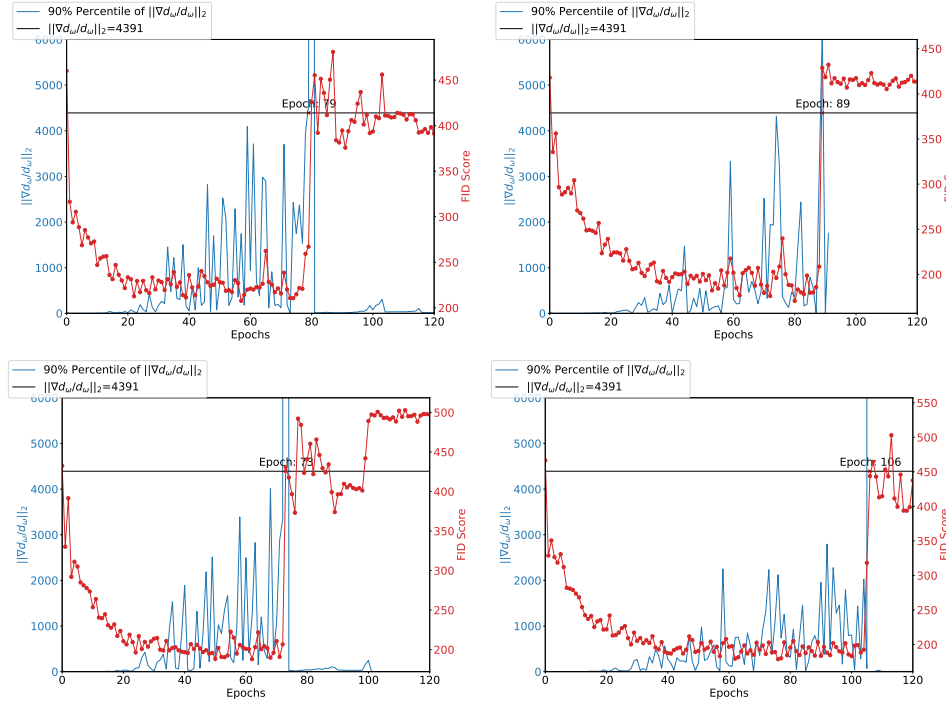 90% Percentile of ||∇d_ω/d_ω||_2
||∇d_ω/d_ω||_2=4391
6000
5000
4000
3000
2000
1000
0
||∇d_ω/d_ω||_2
Epoch: 79
450
400
350
300
250
200
FID Score
0 20 40 60 80 100 120
Epochs
90% Percentile of ||∇d_ω/d_ω||_2
||∇d_ω/d_ω||_2=4391
6000
5000
4000
3000
2000
1000
0
||∇d_ω/d_ω||_2
Epoch: 89
450
400
350
300
250
200
FID Score
0 20 40 60 80 100 120
Epochs
90% Percentile of ||∇d_ω/d_ω||_2
||∇d_ω/d_ω||_2=4391
6000
5000
4000
3000
2000
1000
0
||∇d_ω/d_ω||_2
Epoch: 73
500
450
400
350
300
250
200
FID Score
0 20 40 60 80 100 120
Epochs
90% Percentile of ||∇d_ω/d_ω||_2
||∇d_ω/d_ω||_2=4391
6000
5000
4000
3000
2000
1000
0
||∇d_ω/d_ω||_2
Epoch: 106
550
500
450
400
350
300
250
200
FID Score
0 20 40 60 80 100 120
Epochs